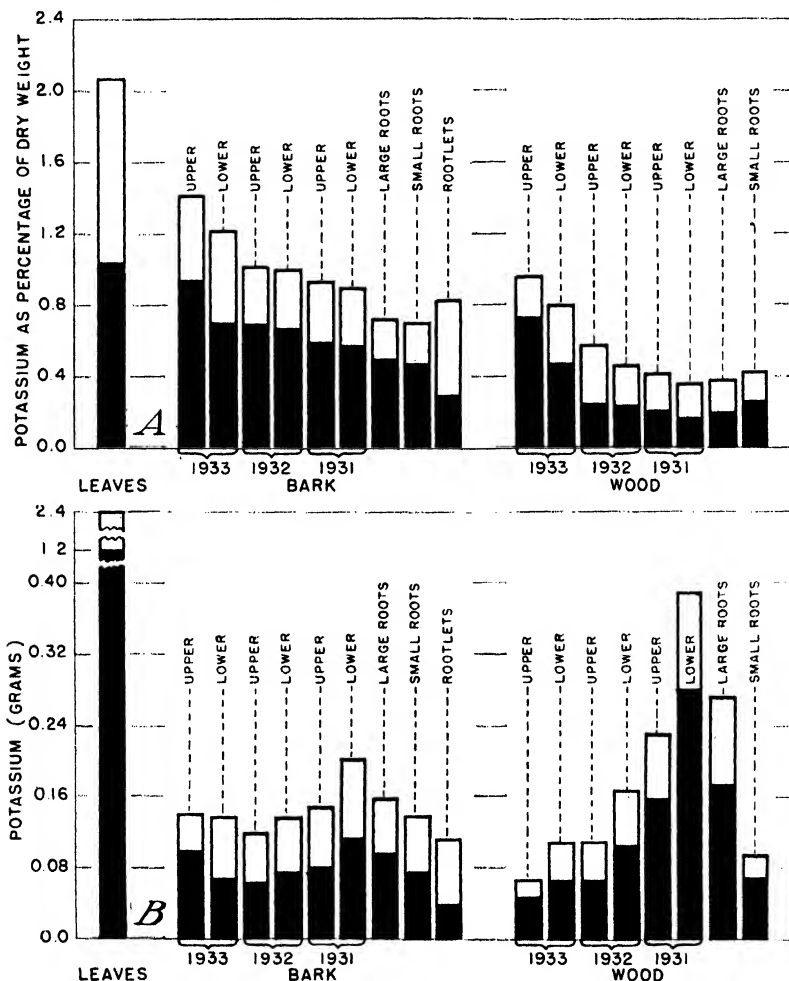 POTASSIUM AS PERCENTAGE OF DRY WEIGHT
2.4
2.0
1.6
1.2
0.8
0.4
0.0
A
UPPER
LOWER
UPPER
LOWER
UPPER
LOWER
LARGE ROOTS
SMALL ROOTS
ROOTLETS
UPPER
LOWER
UPPER
LOWER
UPPER
LOWER
LARGE ROOTS
SMALL ROOTS
1933 1932 1931 1933 1932 1931
LEAVES BARK WOOD
POTASSIUM (GRAMS)
2.4
1 2
0.40
0.32
0.24
0.16
0.08
0.0
B
UPPER
LOWER
UPPER
LOWER
UPPER
LOWER
LARGE ROOTS
SMALL ROOTS
ROOTLETS
UPPER
LOWER
UPPER
LOWER
UPPER
LOWER
LARGE ROOTS
SMALL ROOTS
1933 1932 1931 1933 1932 1931
LEAVES BARK WOOD